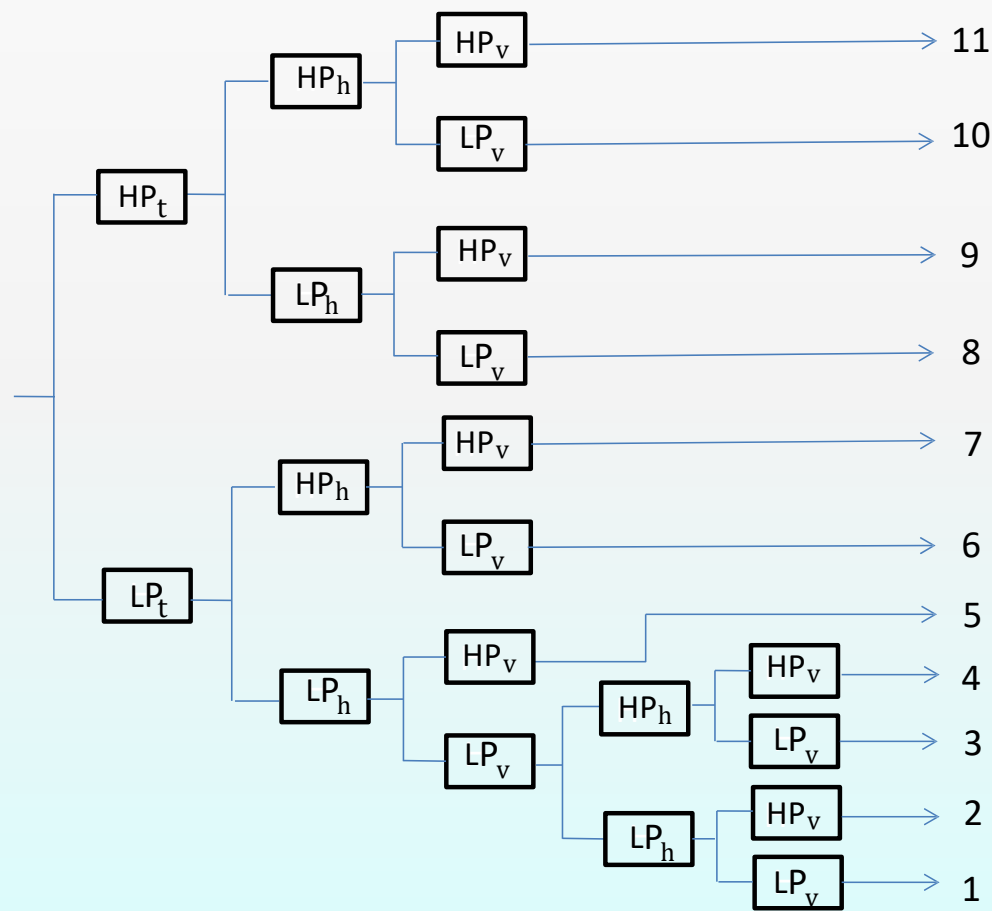 HPᵥ 11
HPₕ
LPᵥ 10
HPₜ
HPᵥ 9
LPₕ
LPᵥ 8
HPᵥ 7
HPₕ
LPᵥ 6
LPₜ
5
HPᵥ
HPᵥ 4
LPₕ
HPₕ
LPᵥ 3
LPᵥ
HPᵥ 2
LPₕ
LPᵥ 1